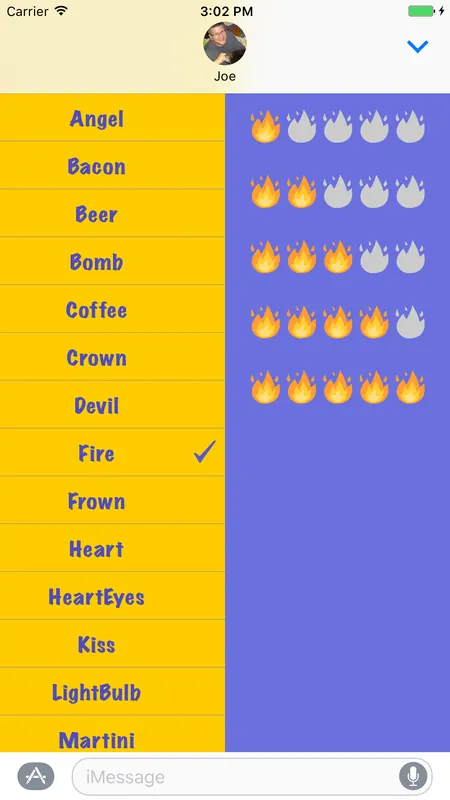 Carrier 3:02 PM
Joe
Angel
Bacon
Beer
Bomb
Coffee
Crown
Devil
Fire
Frown
Heart
HeartEyes
Kiss
LightBulb
Martini
iMessage